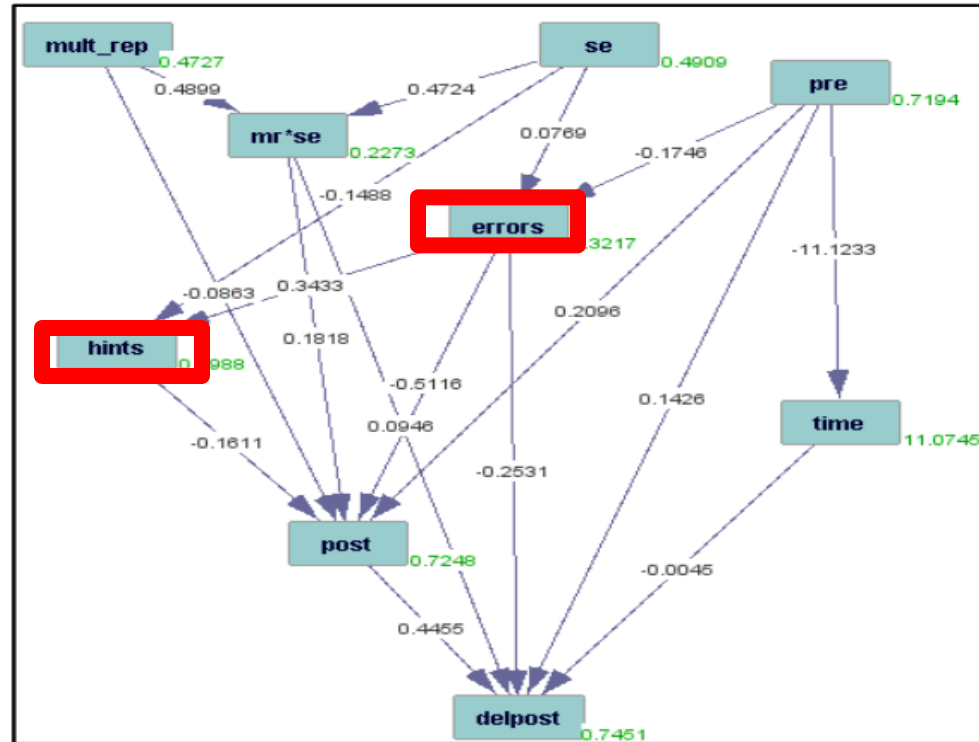 mult_rep
0.4727
se
0.4909
pre
0.7194
0.4899
0.4724
mr*se
0.2273
0.0769
-0.1746
-0.1488
errors
.3217
-11.1233
-0.0863
0.3433
0.2096
hints
988
0.1818
-0.5116
0.0946
0.1426
time
11.0745
-0.1611
-0.2531
post
0.7248
-0.0045
0.4455
delpost
0.7451